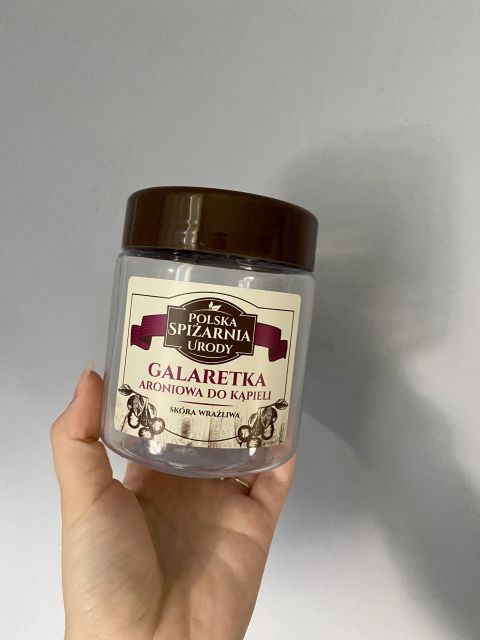 POLSKA
SPIŻARNIA
URODY
GALARETKA
ARONIOWA DO KĄPIELI
SKÓRA WRAŻLIWA